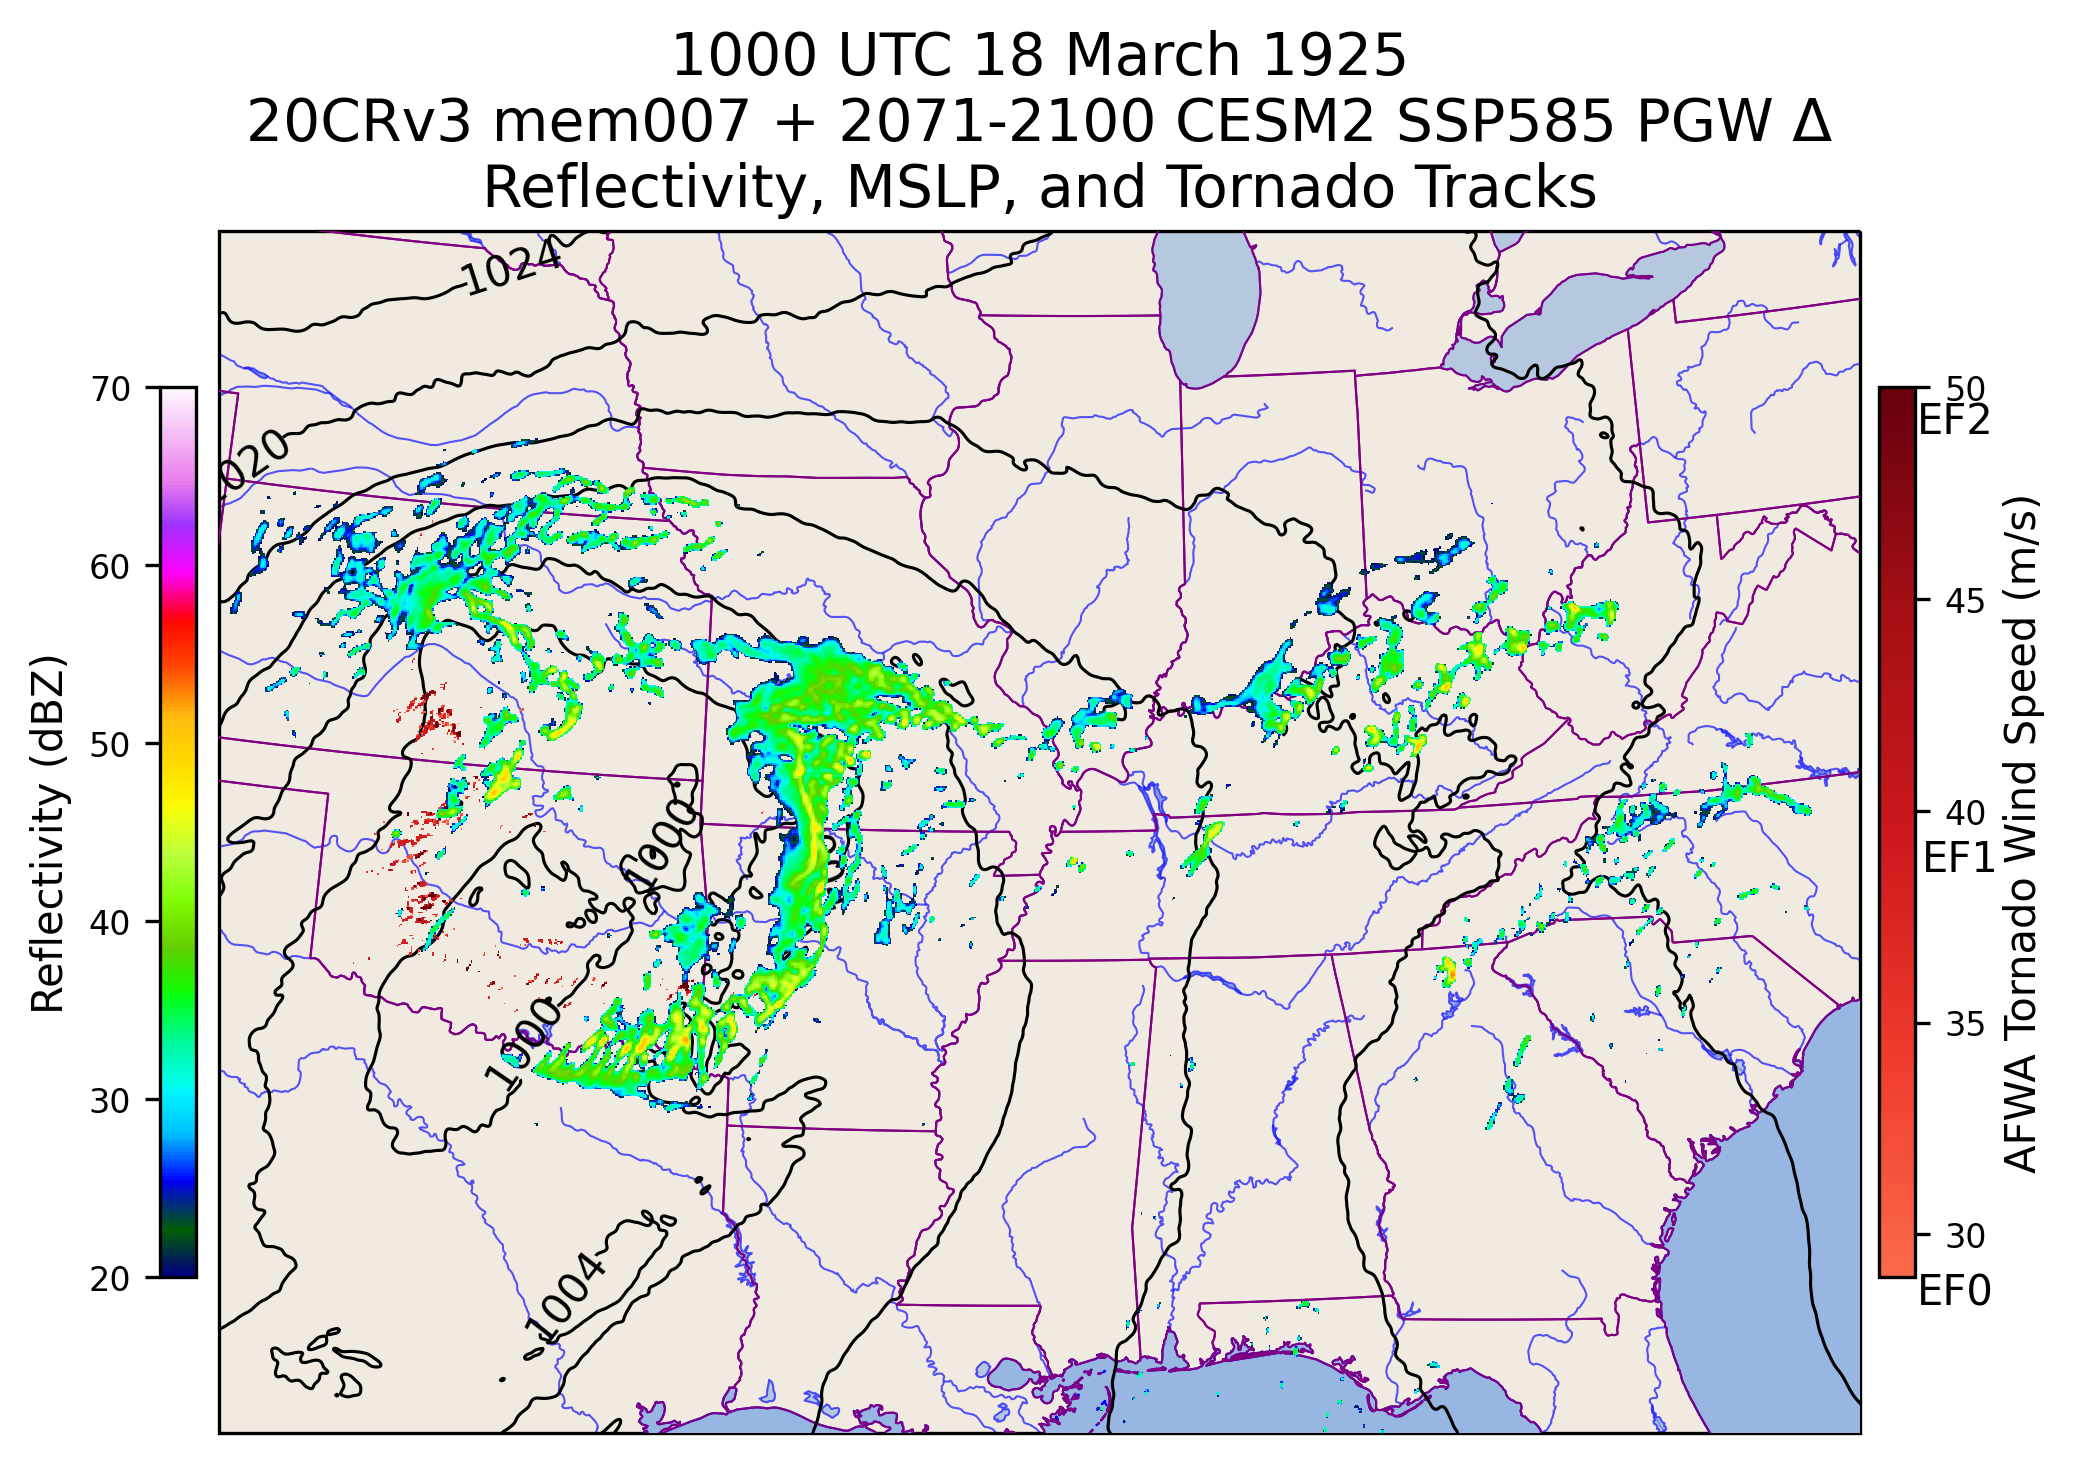 1000 UTC 18 March 1925
20CRv3 mem007 + 2071-2100 CESM2 SSP585 PGW Δ
Reflectivity, MSLP, and Tornado Tracks
1024
020
1000
1000
1004
70
60
50
40
30
20
Reflectivity (dBZ)
50
EF2
45
40
EF1
35
30
EF0
AFWA Tornado Wind Speed (m/s)